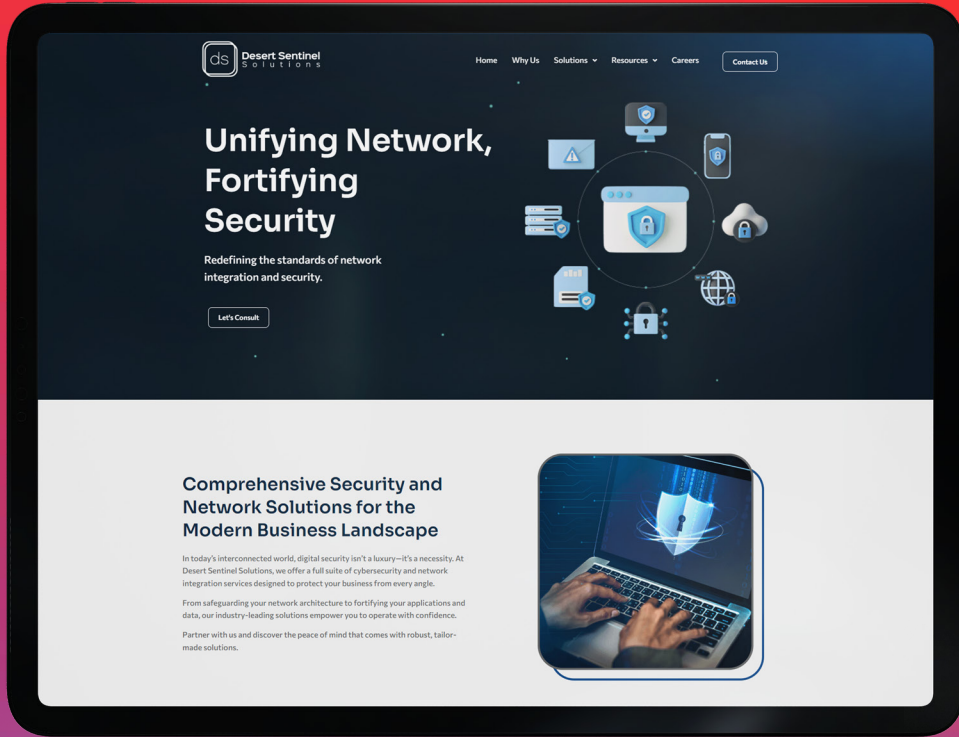 ds
Desert Sentinel
Solutions
Home Why Us Solutions Resources Careers Contact Us
Unifying Network,
Fortifying
Security
Redefining the standards of network
integration and security.
Let's Consult
Comprehensive Security and
Network Solutions for the
Modern Business Landscape
In today's interconnected world, digital security isn't a luxury—it's a necessity. At
Desert Sentinel Solutions, we offer a full suite of cybersecurity and network
integration services designed to protect your business from every angle.
From safeguarding your network architecture to fortifying your applications and
data, our industry-leading solutions empower you to operate with confidence.
Partner with us and discover the peace of mind that comes with robust, tailor-
made solutions.